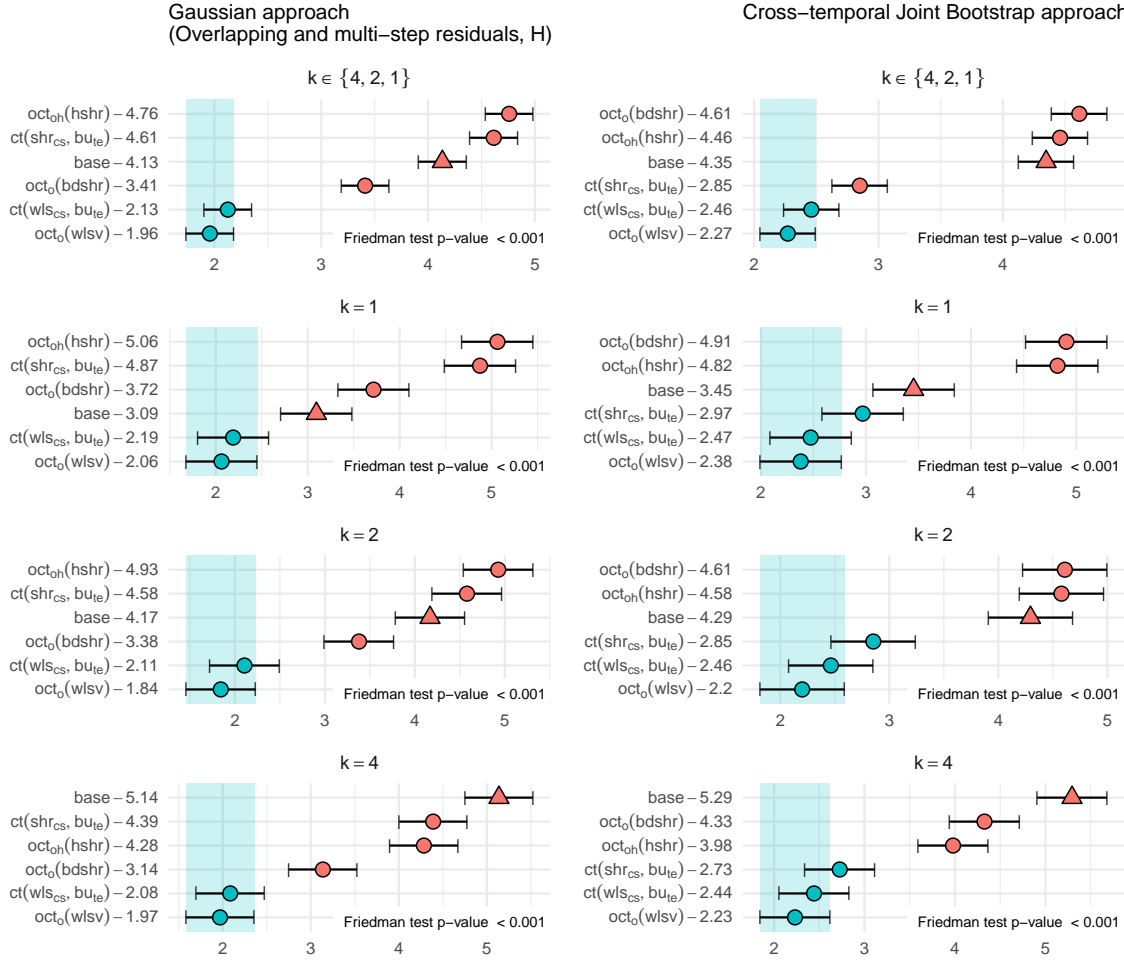 Gaussian approach
(Overlapping and multi−step residuals, H)
k ∈ {4, 2, 1}
oct_oh(hshr) − 4.76
ct(shr_cs, bu_te) − 4.61
base − 4.13
oct_o(bdshr) − 3.41
ct(wls_cs, bu_te) − 2.13
oct_o(wlsv) − 1.96
Friedman test p−value < 0.001
2 3 4 5
k = 1
oct_oh(hshr) − 5.06
ct(shr_cs, bu_te) − 4.87
oct_o(bdshr) − 3.72
base − 3.09
ct(wls_cs, bu_te) − 2.19
oct_o(wlsv) − 2.06
Friedman test p−value < 0.001
2 3 4 5
k = 2
oct_oh(hshr) − 4.93
ct(shr_cs, bu_te) − 4.58
base − 4.17
oct_o(bdshr) − 3.38
ct(wls_cs, bu_te) − 2.11
oct_o(wlsv) − 1.84
Friedman test p−value < 0.001
2 3 4 5
k = 4
base − 5.14
ct(shr_cs, bu_te) − 4.39
oct_oh(hshr) − 4.28
oct_o(bdshr) − 3.14
ct(wls_cs, bu_te) − 2.08
oct_o(wlsv) − 1.97
Friedman test p−value < 0.001
2 3 4 5
Cross−temporal Joint Bootstrap approach
k ∈ {4, 2, 1}
oct_o(bdshr) − 4.61
oct_oh(hshr) − 4.46
base − 4.35
ct(shr_cs, bu_te) − 2.85
ct(wls_cs, bu_te) − 2.46
oct_o(wlsv) − 2.27
Friedman test p−value < 0.001
2 3 4
k = 1
oct_o(bdshr) − 4.91
oct_oh(hshr) − 4.82
base − 3.45
ct(shr_cs, bu_te) − 2.97
ct(wls_cs, bu_te) − 2.47
oct_o(wlsv) − 2.38
Friedman test p−value < 0.001
2 3 4 5
k = 2
oct_o(bdshr) − 4.61
oct_oh(hshr) − 4.58
base − 4.29
ct(shr_cs, bu_te) − 2.85
ct(wls_cs, bu_te) − 2.46
oct_o(wlsv) − 2.2
Friedman test p−value < 0.001
2 3 4 5
k = 4
base − 5.29
oct_o(bdshr) − 4.33
oct_oh(hshr) − 3.98
ct(shr_cs, bu_te) − 2.73
ct(wls_cs, bu_te) − 2.44
oct_o(wlsv) − 2.23
Friedman test p−value < 0.001
2 3 4 5